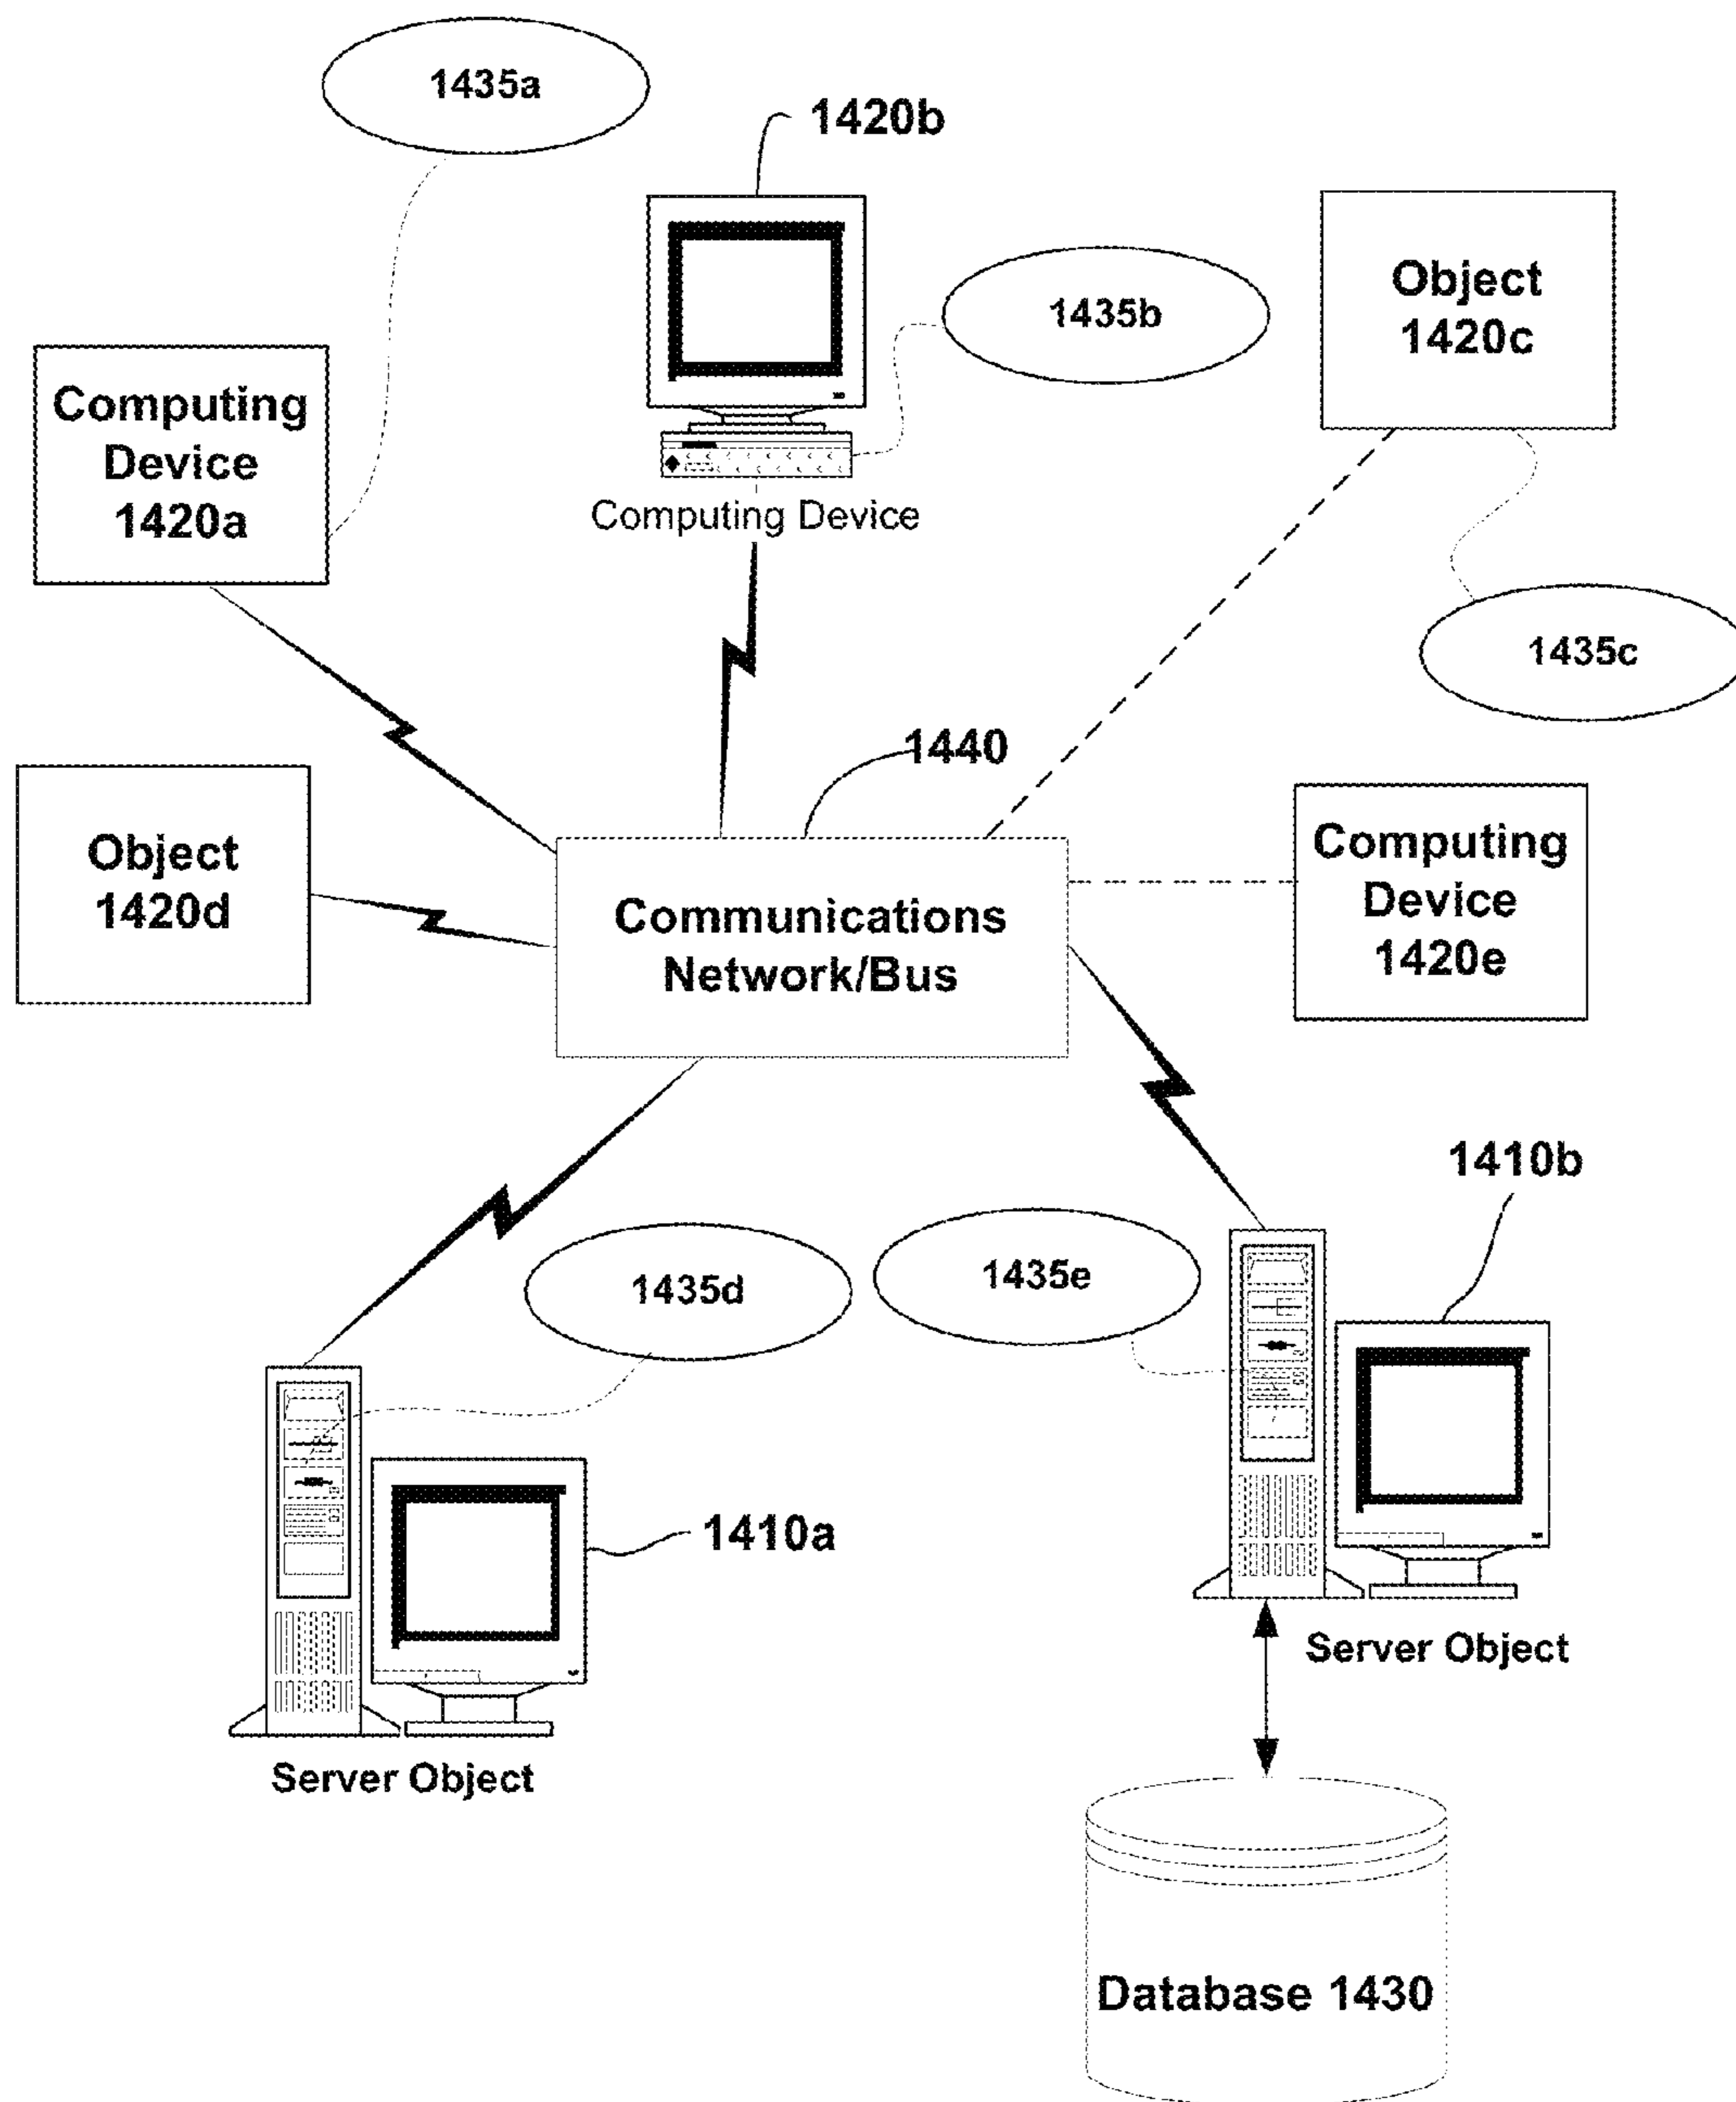 1435a
1420b
Object
1420c
1435b
Computing
Device
1420a
Computing Device
1435c
1440
Object
1420d
Communications
Network/Bus
Computing
Device
1420e
1410b
1435d
1435e
1410a
Server Object
Server Object
Database 1430